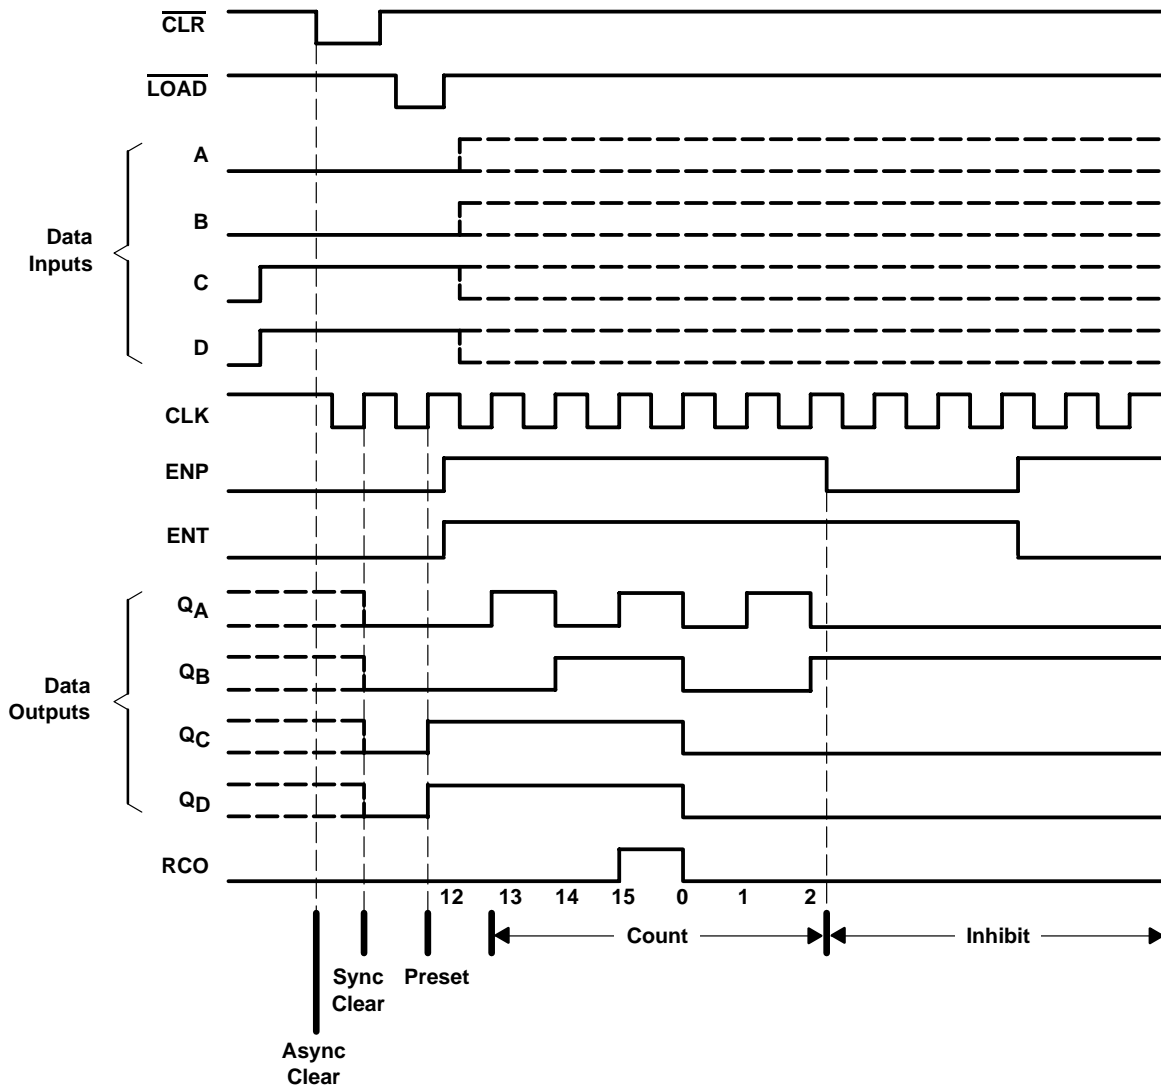 CLR
LOAD
A
B
Data
Inputs
C
D
CLK
ENP
ENT
QA
QB
Data
Outputs
QC
QD
RCO
12 13 14 15 0 1 2
Count Inhibit
Sync
Clear
Preset
Async
Clear